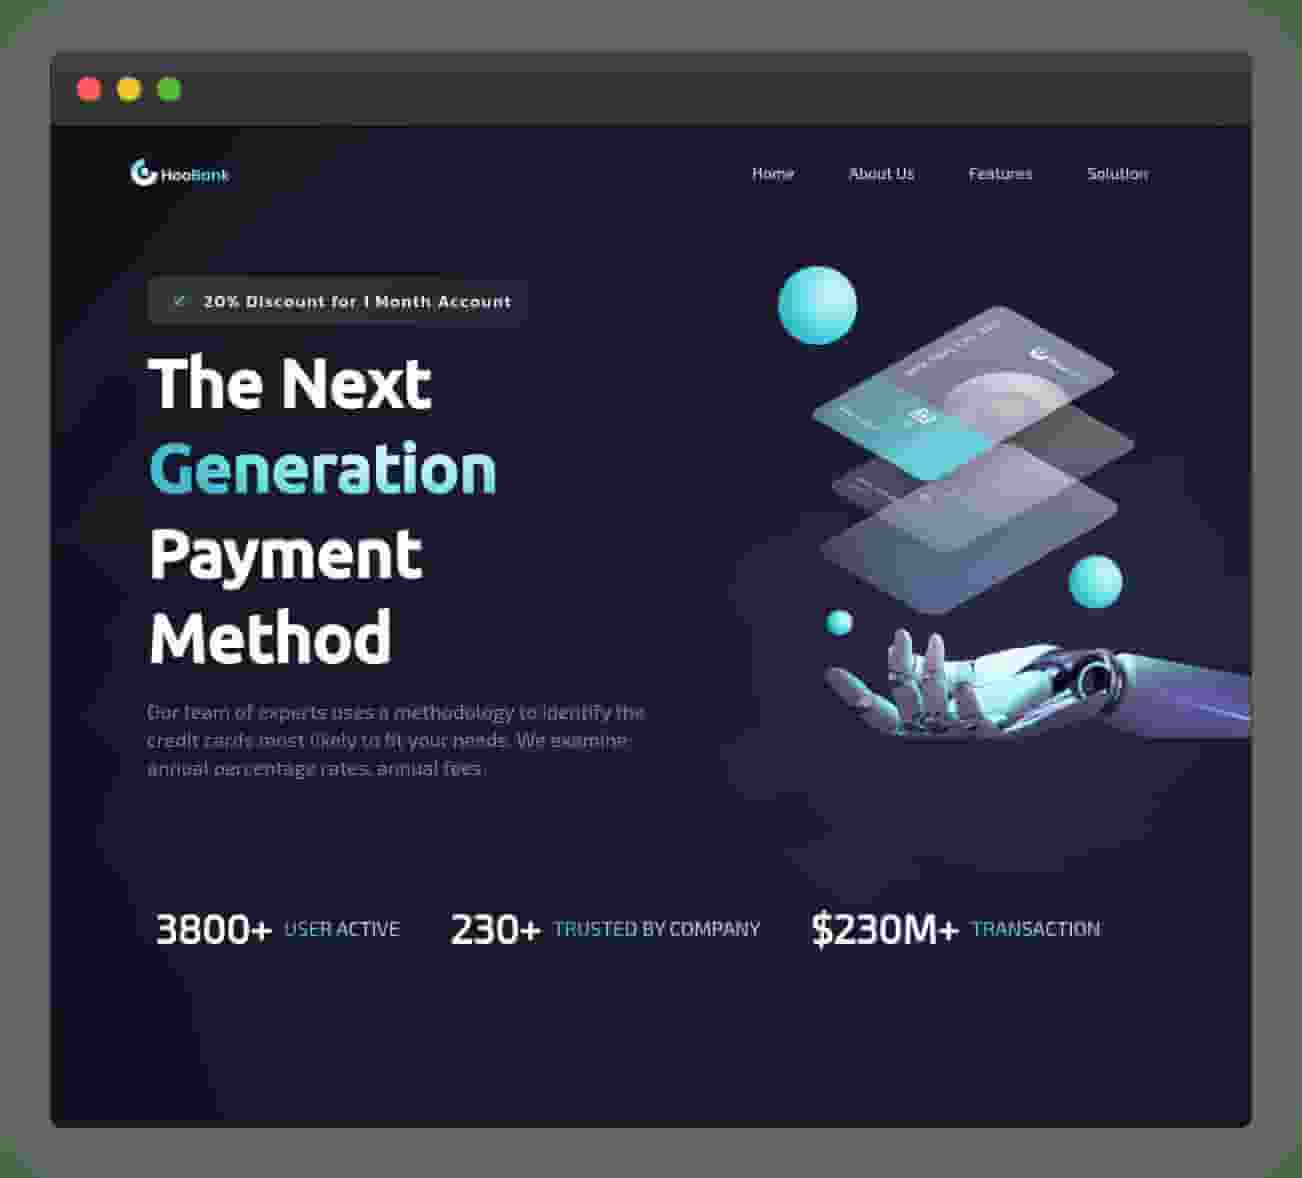 HooBank
Home About Us Features Solution
20% Discount for 1 Month Account
The Next
Generation
Payment
Method
Our team of experts uses a methodology to identify the
credit cards most likely to fit your needs. We examine
annual percentage rates, annual fees.
3800+ USER ACTIVE 230+ TRUSTED BY COMPANY $230M+ TRANSACTION